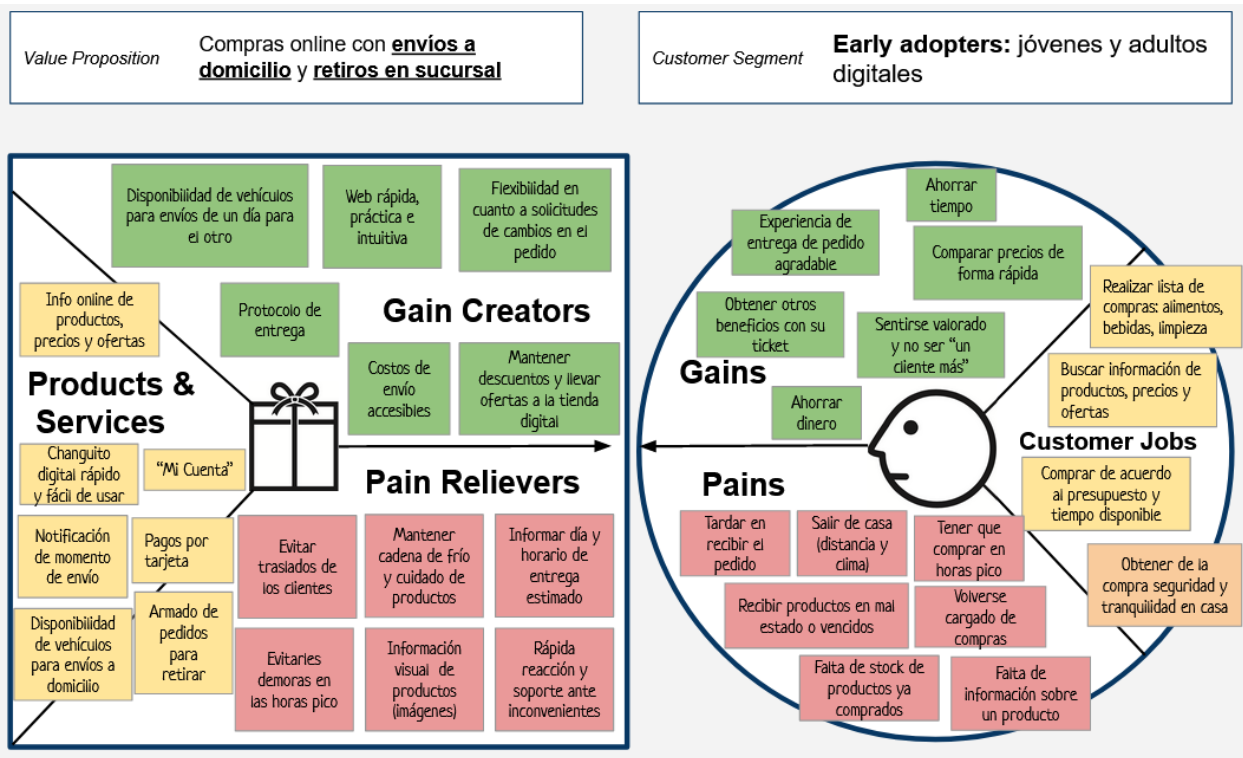 Value Proposition
Compras online con envíos a
domicilio y retiros en sucursal
Customer Segment
Early adopters: jóvenes y adultos
digitales
Disponibilidad de vehículos
para envíos de un día para
el otro
Web rápida,
práctica e
intuitiva
Flexibilidad en
cuanto a solicitudes
de cambios en el
pedido
Info online de
productos,
precios y ofertas
Protocolo de
entrega
Gain Creators
Costos de
envío
accesibles
Mantener
descuentos y llevar
ofertas a la tienda
digital
Products &
Services
Changuito
digital rápido
y fácil de usar
"Mi Cuenta"
Notificación
de momento
de envío
Pagos por
tarjeta
Disponibilidad
de vehículos
para envíos a
domicilio
Armado de
pedidos
para
retirar
Pain Relievers
Evitar
traslados de
los clientes
Mantener
cadena de frío
y cuidado de
productos
Informar día y
horario de
entrega
estimado
Evitarles
demoras en
las horas pico
Información
visual de
productos
(imágenes)
Rápida
reacción y
soporte ante
inconvenientes
Ahorrar
tiempo
Experiencia de
entrega de pedido
agradable
Comparar precios de
forma rápida
Obtener otros
beneficios con su
ticket
Sentirse valorado
y no ser "un
cliente más"
Gains
Ahorrar
dinero
Realizar lista de
compras: alimentos,
bebidas, limpieza
Buscar información de
productos, precios y
ofertas
Customer Jobs
Comprar de acuerdo
al presupuesto y
tiempo disponible
Obtener de la
compra seguridad y
tranquilidad en casa
Pains
Tardar en
recibir el
pedido
Salir de casa
(distancia y
clima)
Tener que
comprar en
horas pico
Recibir productos en mal
estado o vencidos
Volverse
cargado de
compras
Falta de stock de
productos ya
comprados
Falta de
información sobre
un producto